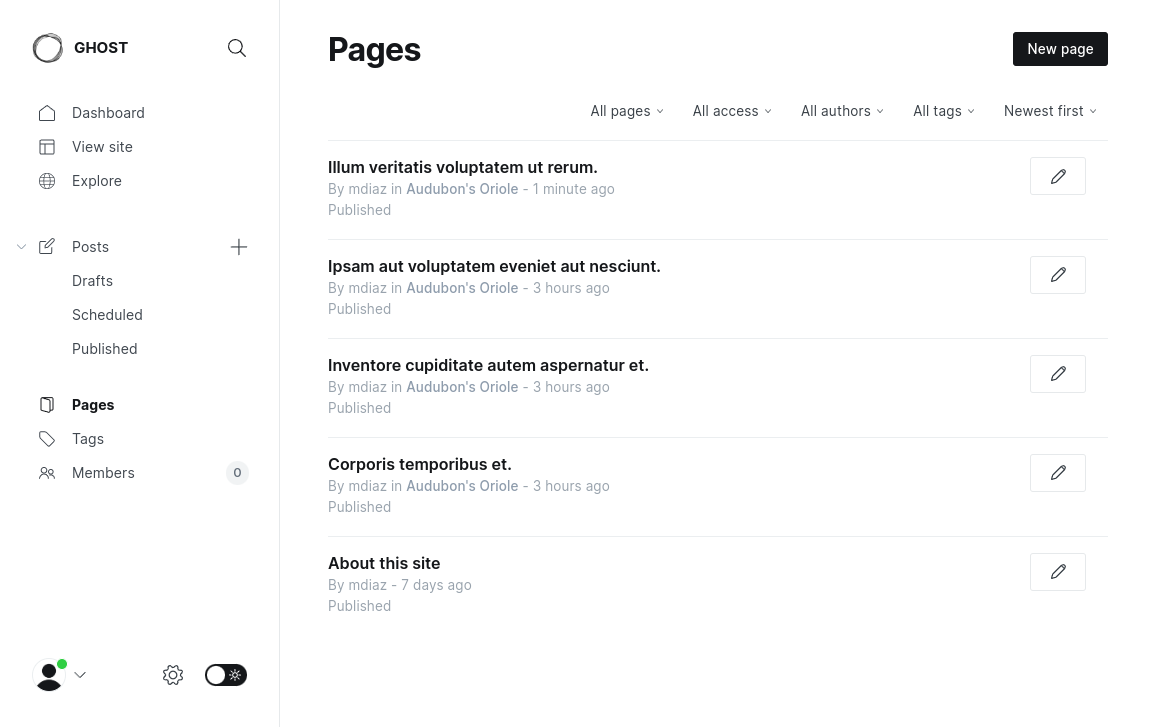 GHOST
Dashboard
View site
Explore
Posts
Drafts
Scheduled
Published
Pages
Tags
Members 0
Pages
New page
All pages All access All authors All tags Newest first
Illum veritatis voluptatem ut rerum.
By mdiaz in Audubon's Oriole - 1 minute ago
Published
Ipsam aut voluptatem eveniet aut nesciunt.
By mdiaz in Audubon's Oriole - 3 hours ago
Published
Inventore cupiditate autem aspernatur et.
By mdiaz in Audubon's Oriole - 3 hours ago
Published
Corporis temporibus et.
By mdiaz in Audubon's Oriole - 3 hours ago
Published
About this site
By mdiaz - 7 days ago
Published